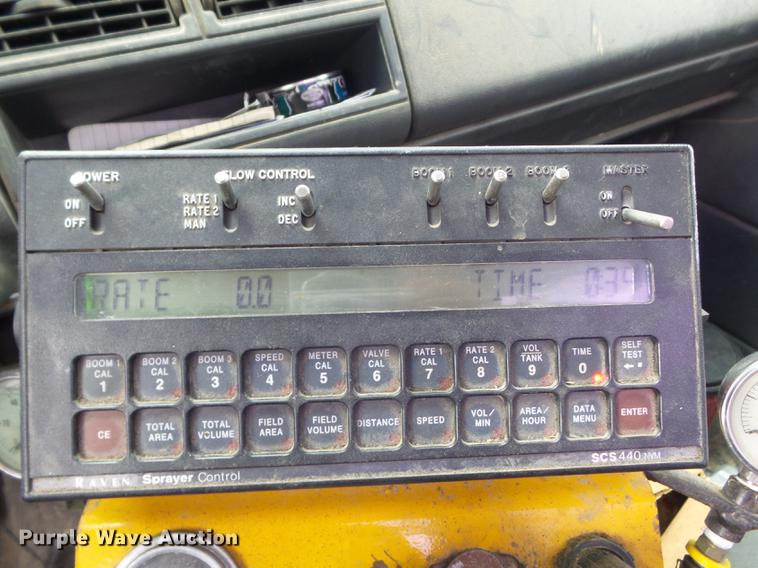 POWER FLOW CONTROL BOOM 1 BOOM 2 BOOM 3 MASTER
ON
OFF
RATE 1
RATE 2
MAN
INC
DEC
ON
OFF
RATE 0.0 TIME 0:39
BOOM 1 CAL 1
BOOM 2 CAL 2
BOOM 3 CAL 3
SPEED CAL 4
METER CAL 5
VALVE CAL 6
RATE 1 CAL 7
RATE 2 CAL 8
VOL TANK 9
TIME 0
SELF TEST
CE
TOTAL AREA
TOTAL VOLUME
FIELD AREA
FIELD VOLUME
DISTANCE
SPEED
VOL/ MIN
AREA/ HOUR
DATA MENU
ENTER
RAVEN Sprayer Control
SCS 440 NVM
Purple Wave Auction